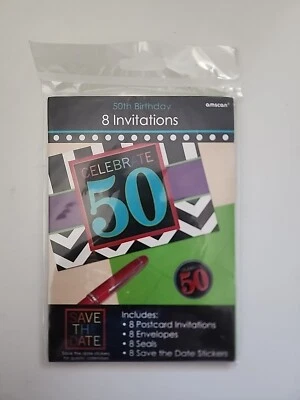 50th Birthday
amscan
8 Invitations
CELEBRATE
50
CELEBRATE
50
SAVE
THE
DATE
Includes:
• 8 Postcard Invitations
• 8 Envelopes
• 8 Seals
• 8 Save the Date Stickers